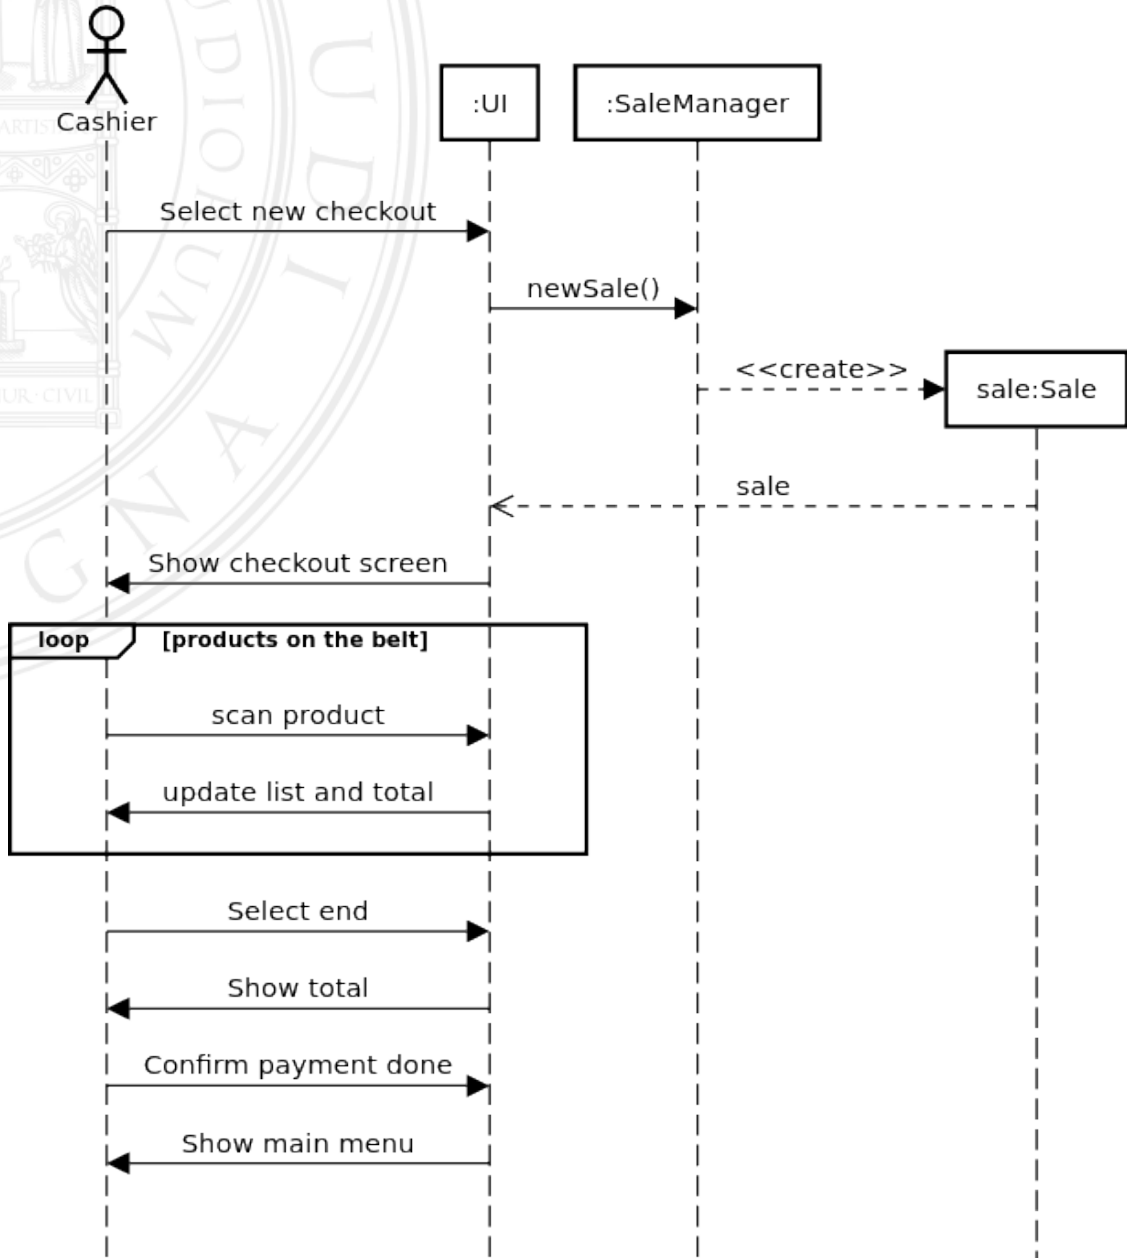 Cashier
:UI
:SaleManager
Select new checkout
newSale()
<<create>>
sale:Sale
sale
Show checkout screen
loop
[products on the belt]
scan product
update list and total
Select end
Show total
Confirm payment done
Show main menu